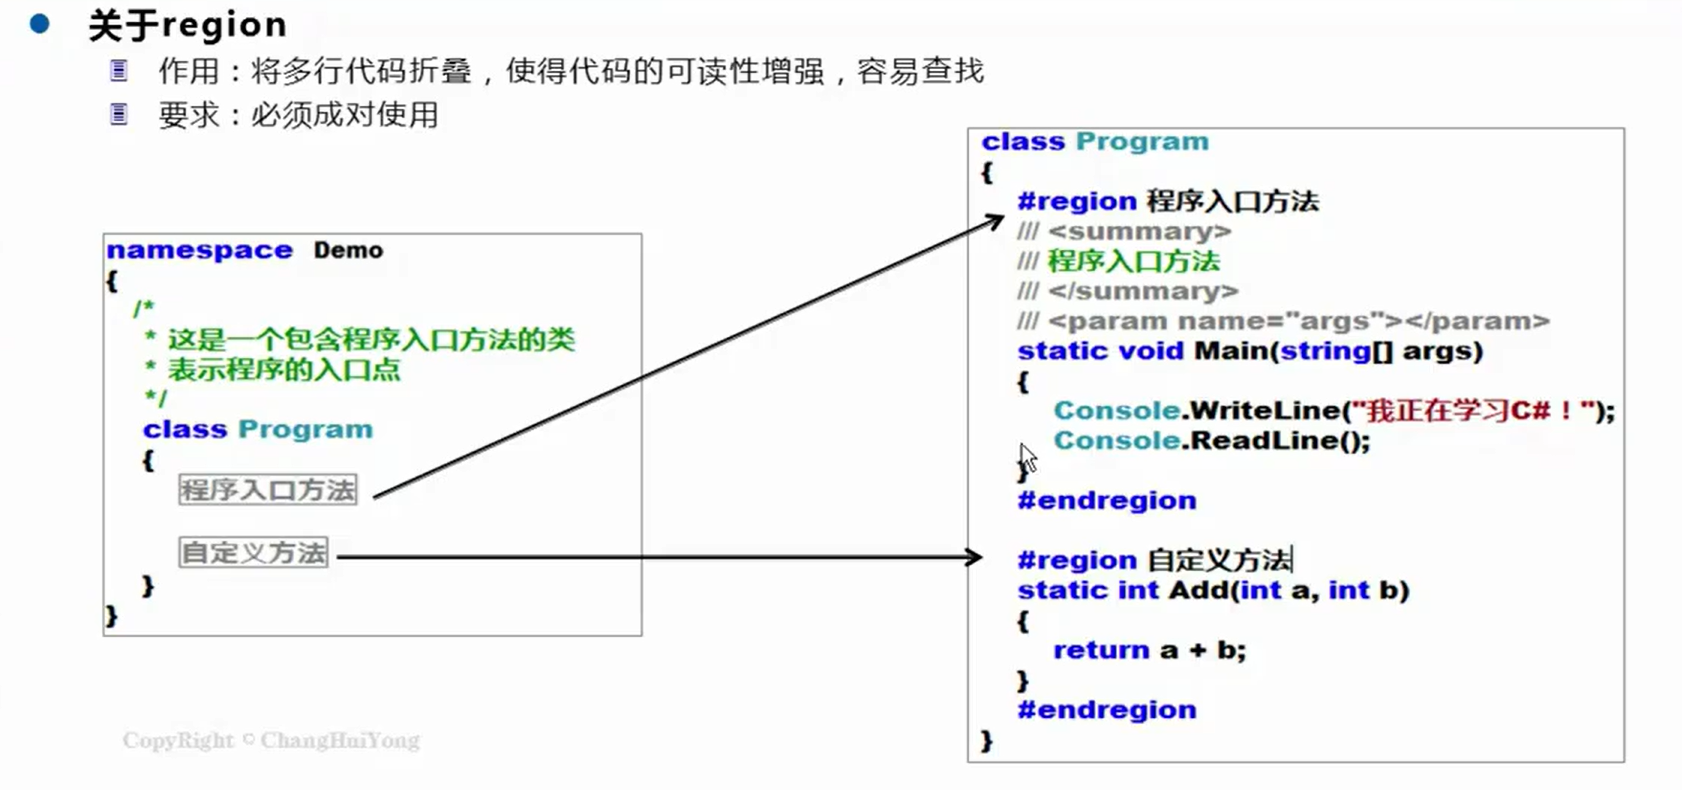 关于region
作用：将多行代码折叠，使得代码的可读性增强，容易查找
要求：必须成对使用
namespace Demo
{
/*
* 这是一个包含程序入口方法的类
* 表示程序的入口点
*/
class Program
{
程序入口方法
自定义方法
}
}
class Program
{
#region 程序入口方法
/// <summary>
/// 程序入口方法
/// </summary>
/// <param name="args"></param>
static void Main(string[] args)
{
Console.WriteLine("我正在学习C#！");
Console.ReadLine();
}
#endregion
#region 自定义方法
static int Add(int a, int b)
{
return a + b;
}
#endregion
}
CopyRight © ChangHuiYong